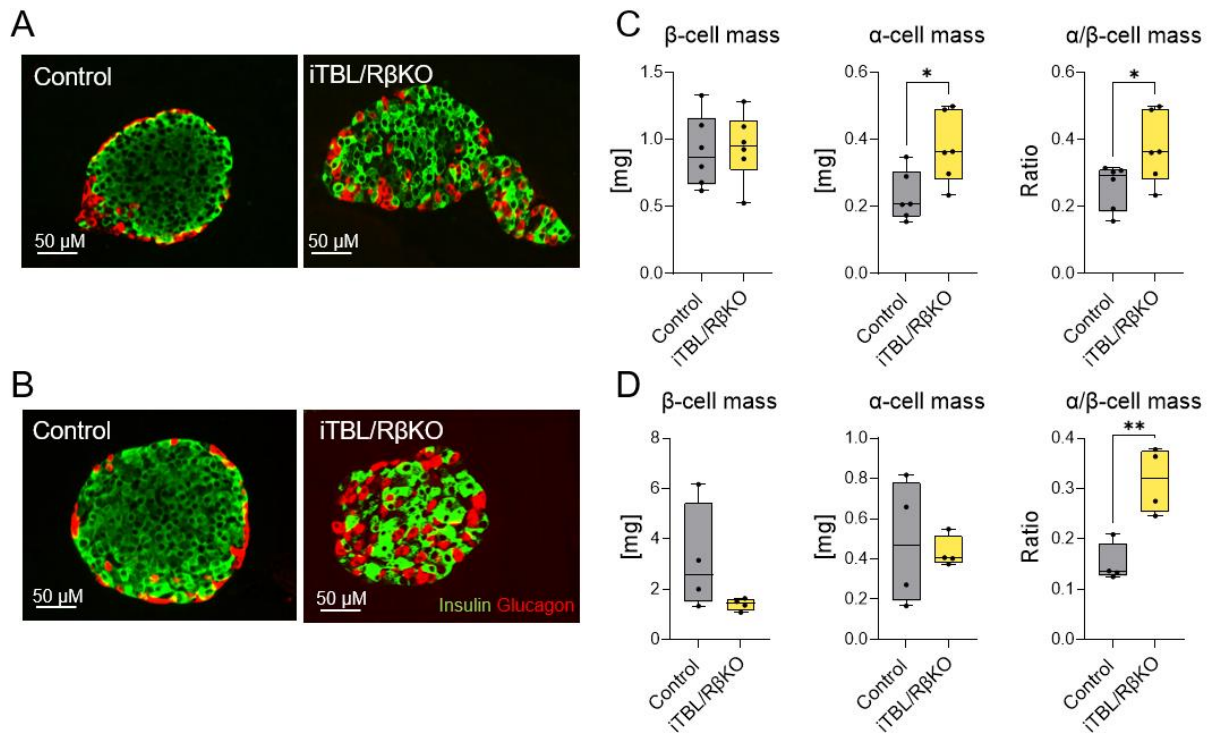 A
Control
iTBL/RβKO
50 µM
50 µM
B
Control
iTBL/RβKO
50 µM
50 µM
Insulin Glucagon
C
β-cell mass
α-cell mass
α/β-cell mass
1.5
1.0
0.5
0.0
[mg]
Control
iTBL/RβKO
0.6
0.4
0.2
0.0
[mg]
*
Control
iTBL/RβKO
0.6
0.4
0.2
0.0
Ratio
*
Control
iTBL/RβKO
D
β-cell mass
α-cell mass
α/β-cell mass
8
6
4
2
0
[mg]
Control
iTBL/RβKO
1.0
0.8
0.6
0.4
0.2
0.0
[mg]
Control
iTBL/RβKO
0.4
0.3
0.2
0.1
0.0
Ratio
**
Control
iTBL/RβKO